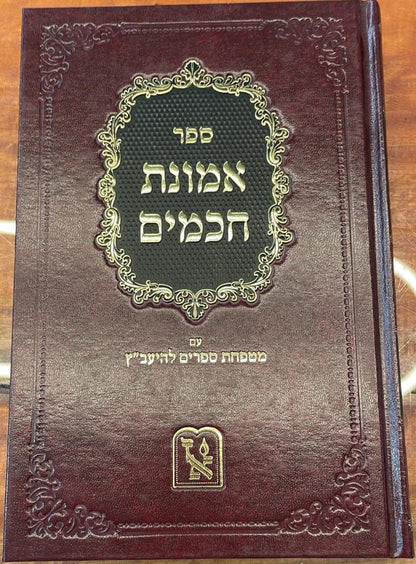 ספר
אמונת
חכמים
עם
מטפחת ספרים להיעב"ץ